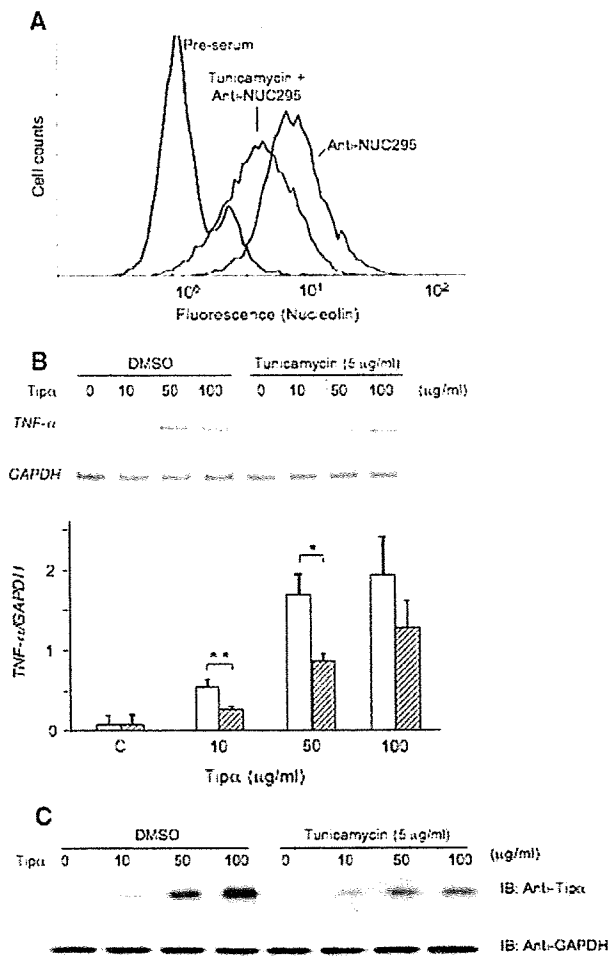 A
Pre-serum
Tunicamycin +
Anti-NUC295
Anti-NUC295
Cell counts
10⁰ 10¹ 10²
Fluorescence (Nucleolin)
B
DMSO Tunicamycin (5 µg/ml)
Tipα 0 10 50 100 0 10 50 100 (µg/ml)
TNF-α
GAPDH
TNF-α/GAPDH
2
1
0
**
*
C 10 50 100
Tipα (µg/ml)
C
DMSO Tunicamycin (5 µg/ml)
Tipα 0 10 50 100 0 10 50 100 (µg/ml)
IB: Anti-Tipα
IB: Anti-GAPDH